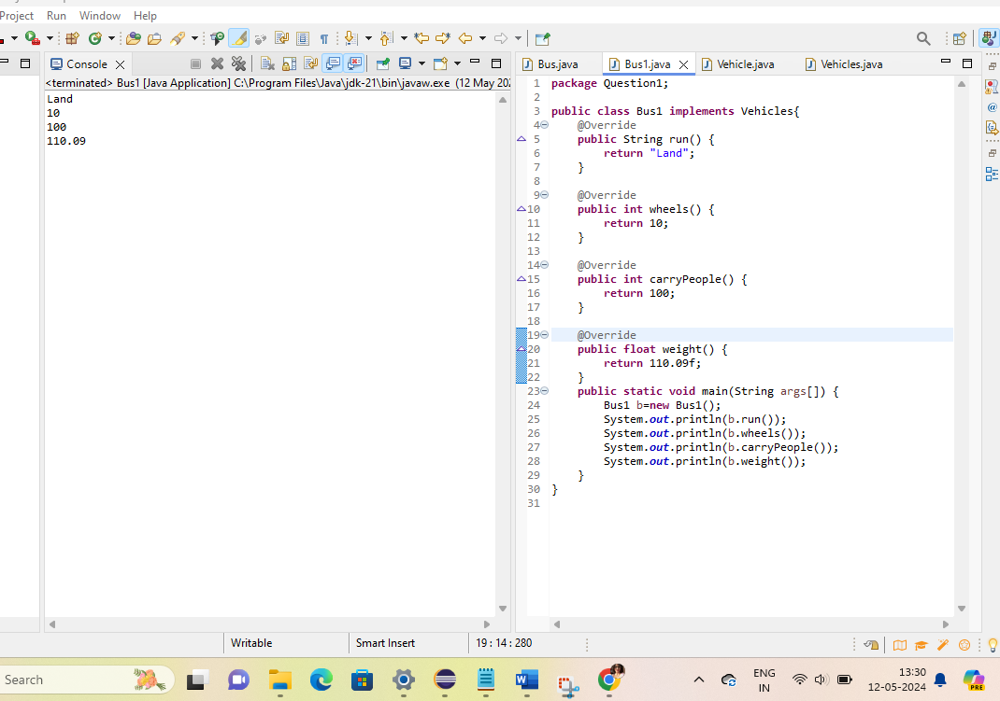 Project Run Window Help
Console
<terminated> Bus1 [Java Application] C:\Program Files\Java\jdk-21\bin\javaw.exe (12 May 202
Land
10
100
110.09
Bus.java Bus1.java Vehicle.java Vehicles.java
1 package Question1;
2
3 public class Bus1 implements Vehicles{
4 @Override
5 public String run() {
6 return "Land";
7 }
8
9 @Override
10 public int wheels() {
11 return 10;
12 }
13
14 @Override
15 public int carryPeople() {
16 return 100;
17 }
18
19 @Override
20 public float weight() {
21 return 110.09f;
22 }
23 public static void main(String args[]) {
24 Bus1 b=new Bus1();
25 System.out.println(b.run());
26 System.out.println(b.wheels());
27 System.out.println(b.carryPeople());
28 System.out.println(b.weight());
29 }
30 }
31
Writable Smart Insert 19 : 14 : 280
Search
ENG
IN
13:30
12-05-2024
PRE